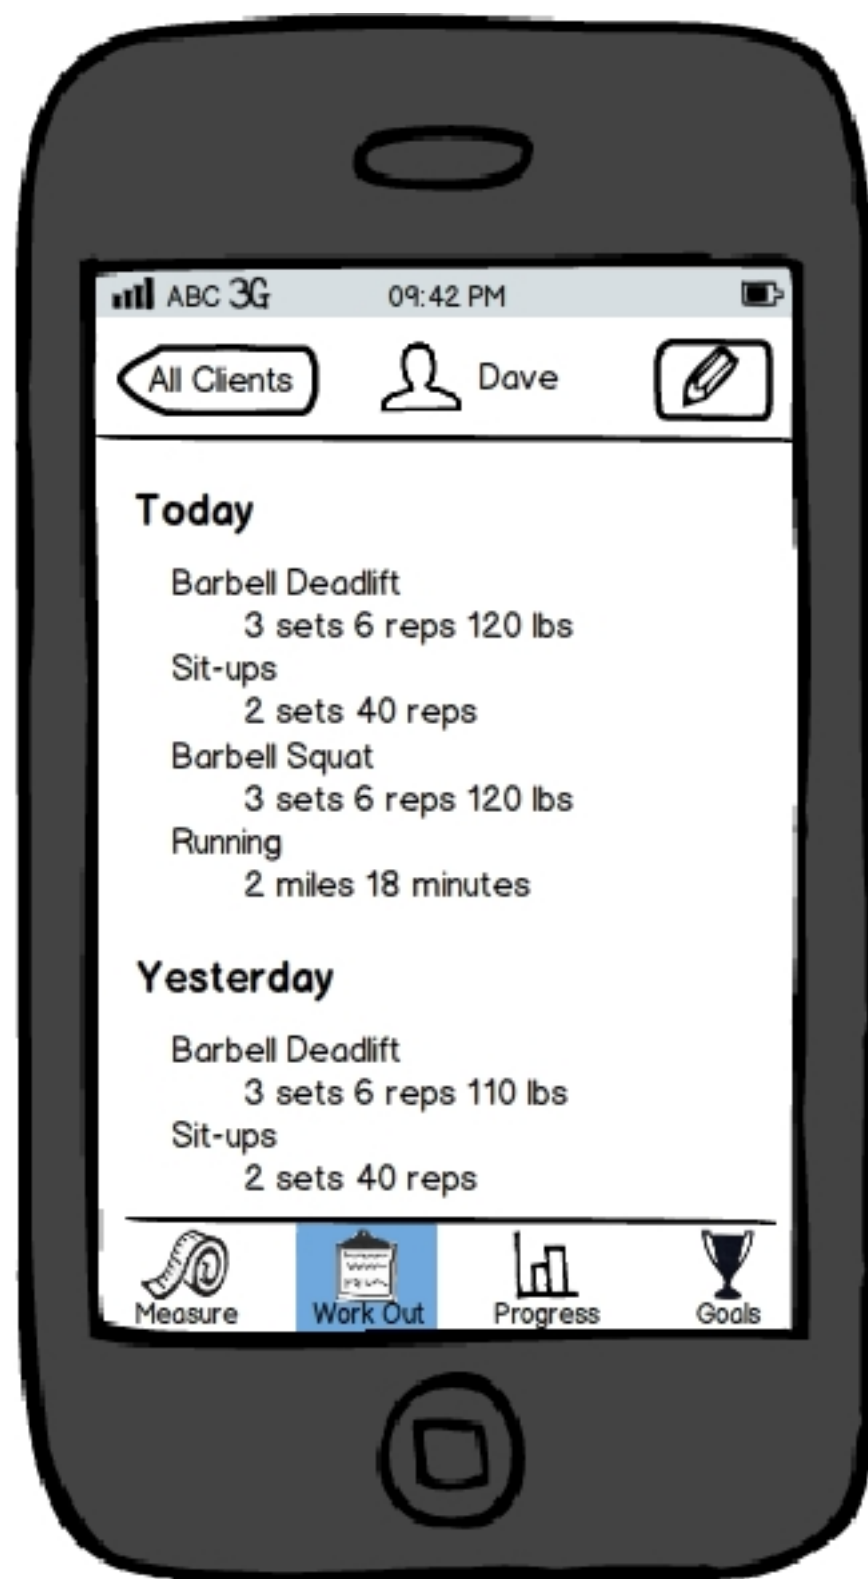 ABC 3G 09:42 PM
All Clients Dave
Today
Barbell Deadlift
3 sets 6 reps 120 lbs
Sit-ups
2 sets 40 reps
Barbell Squat
3 sets 6 reps 120 lbs
Running
2 miles 18 minutes
Yesterday
Barbell Deadlift
3 sets 6 reps 110 lbs
Sit-ups
2 sets 40 reps
Measure Work Out Progress Goals